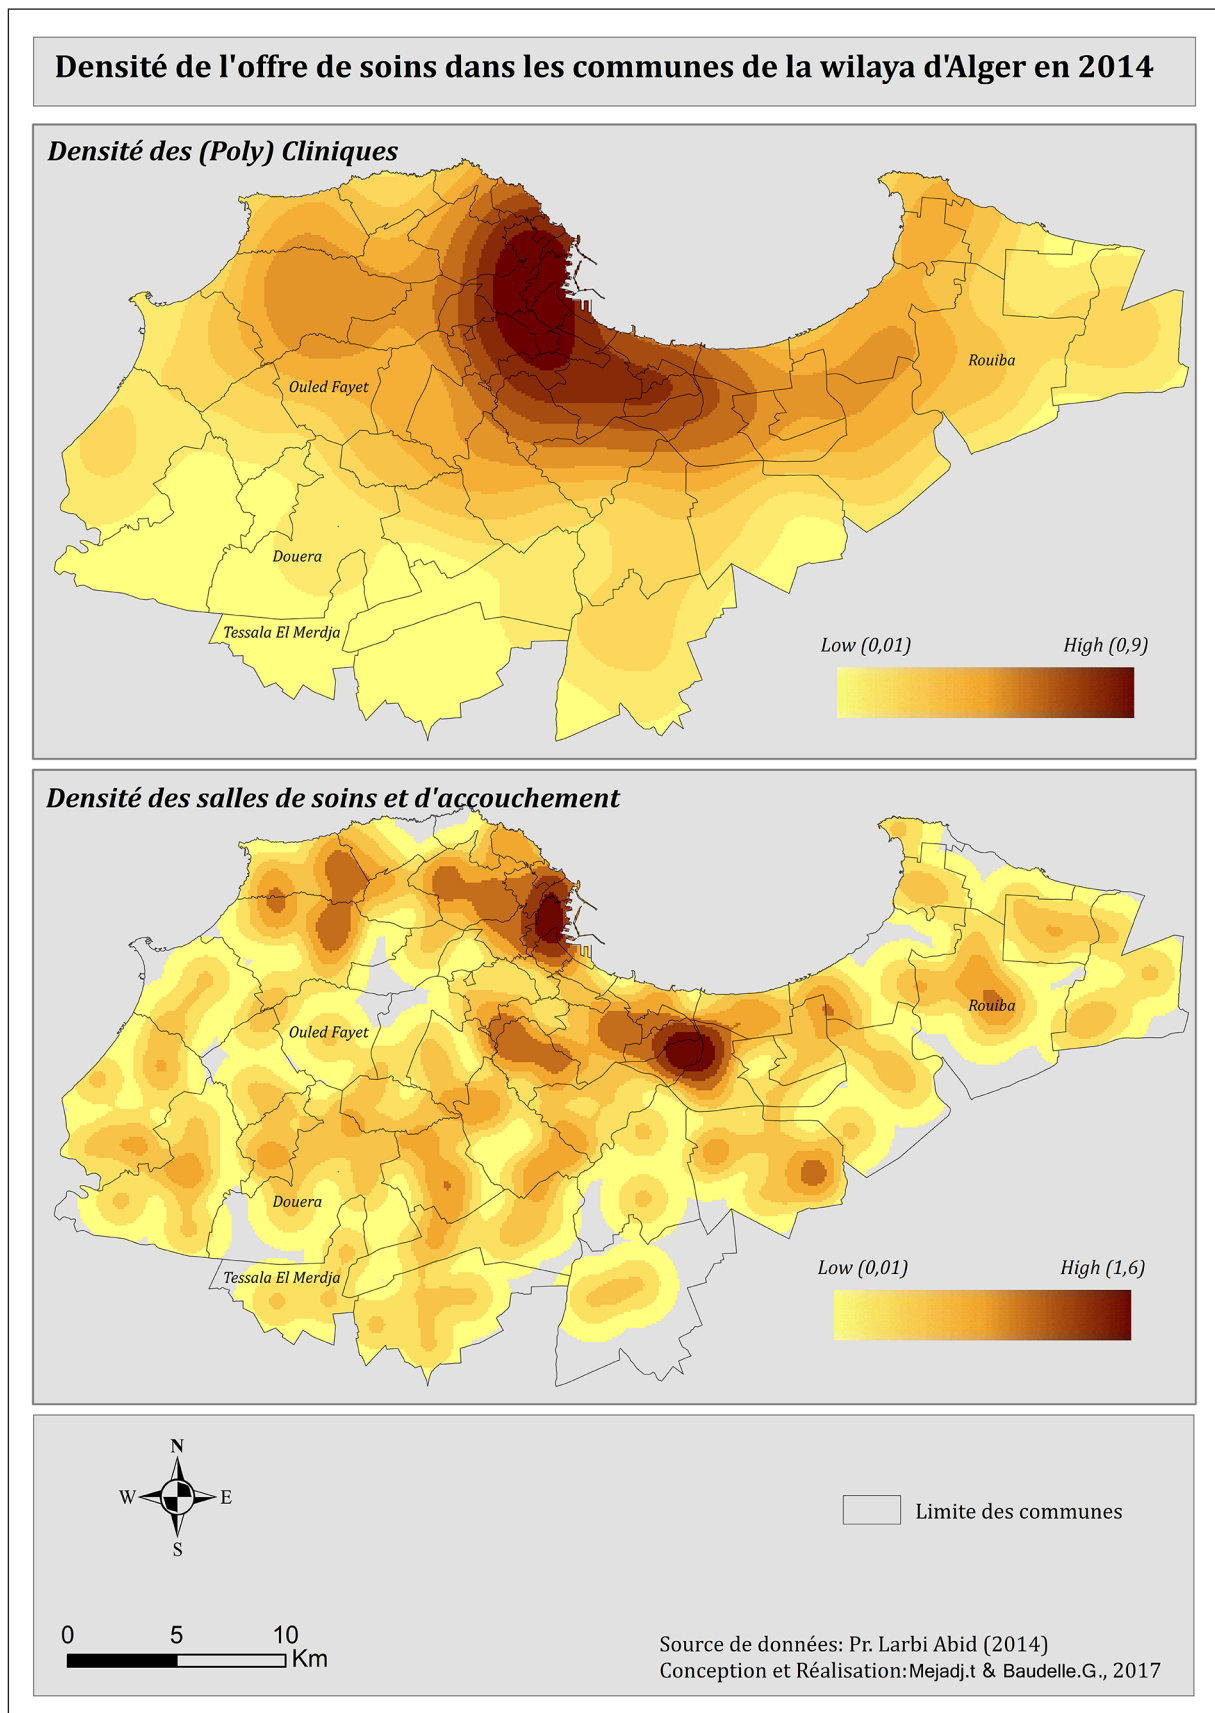 Densité de l'offre de soins dans les communes de la wilaya d'Alger en 2014
Densité des (Poly) Cliniques
Ouled Fayet
Rouiba
Douera
Tessala El Merdja
Low (0,01)
High (0,9)
Densité des salles de soins et d'accouchement
Ouled Fayet
Rouiba
Douera
Tessala El Merdja
Low (0,01)
High (1,6)
N
W
E
S
Limite des communes
0 5 10
Km
Source de données: Pr. Larbi Abid (2014)
Conception et Réalisation:Mejadj.t & Baudelle.G., 2017